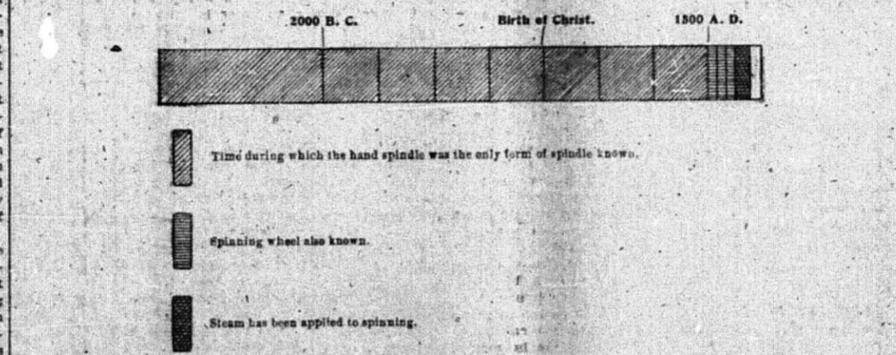 2000 B. C. Birth of Christ. 1500 A. D.
Time during which the hand spindle was the only form of spindle known.
Spinning wheel also known.
Steam has been applied to spinning.